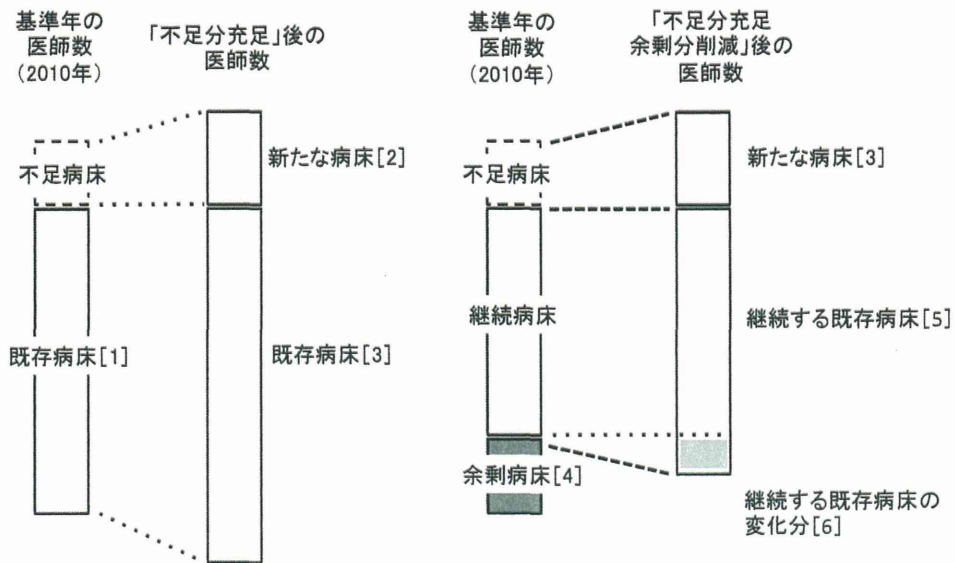 基準年の
医師数
(2010年)
「不足分充足」後の
医師数
不足病床
新たな病床[2]
既存病床[1]
既存病床[3]
基準年の
医師数
(2010年)
「不足分充足
余剰分削減」後の
医師数
不足病床
新たな病床[3]
継続病床
継続する既存病床[5]
余剰病床[4]
継続する既存病床の
変化分[6]